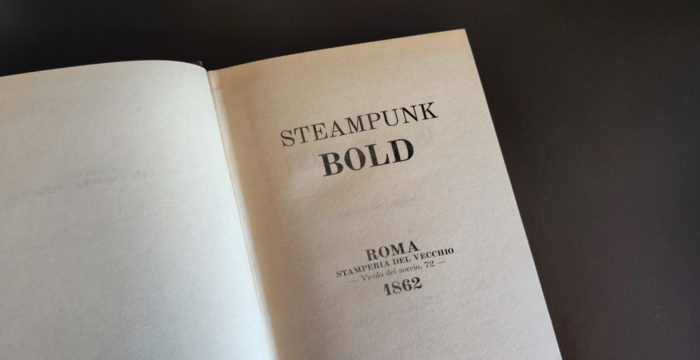 STEAMPUNK
BOLD
ROMA
STAMPERIA DEL VECCHIO
— Vicolo del sorcio, 72 —
1862